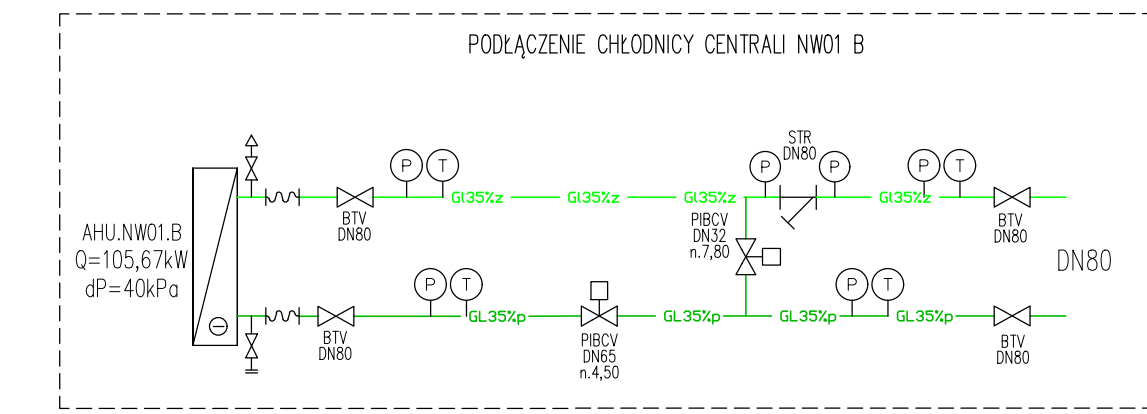 PODŁĄCZENIE CHŁODNICY CENTRALI NW01 B
STR
DN80
P
T
P
P
P
T
Gl35%z
Gl35%z
Gl35%z
Gl35%z
BTV
DN80
PIBCV
DN32
n.7,80
BTV
DN80
AHU.NW01.B
Q=105,67kW
dP=40kPa
DN80
P
T
P
T
GL35%p
GL35%p
GL35%p
GL35%p
BTV
DN80
PIBCV
DN65
n.4,50
BTV
DN80